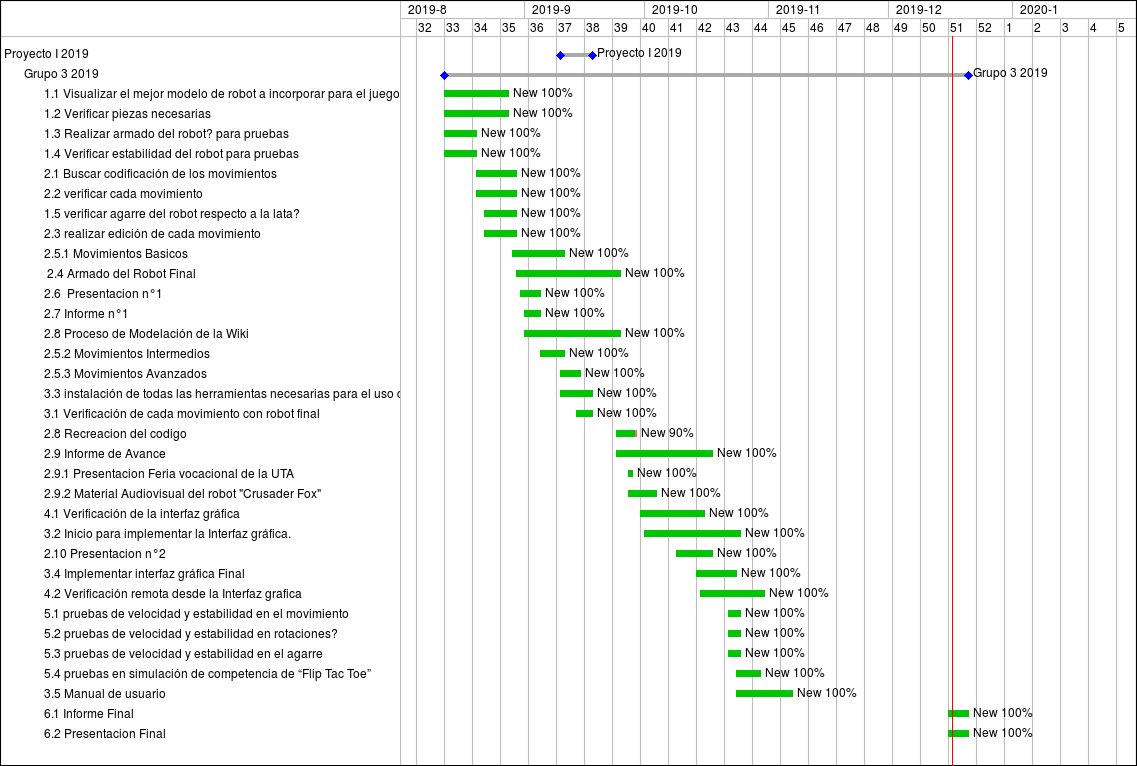 2019-8 2019-9 2019-10 2019-11 2019-12 2020-1
32 33 34 35 36 37 38 39 40 41 42 43 44 45 46 47 48 49 50 51 52 1 2 3 4 5
Proyecto I 2019 Proyecto I 2019
Grupo 3 2019 Grupo 3 2019
1.1 Visualizar el mejor modelo de robot a incorporar para el juego New 100%
1.2 Verificar piezas necesarias New 100%
1.3 Realizar armado del robot? para pruebas New 100%
1.4 Verificar estabilidad del robot para pruebas New 100%
2.1 Buscar codificación de los movimientos New 100%
2.2 verificar cada movimiento New 100%
1.5 verificar agarre del robot respecto a la lata? New 100%
2.3 realizar edición de cada movimiento New 100%
2.5.1 Movimientos Basicos New 100%
2.4 Armado del Robot Final New 100%
2.6 Presentacion n°1 New 100%
2.7 Informe n°1 New 100%
2.8 Proceso de Modelación de la Wiki New 100%
2.5.2 Movimientos Intermedios New 100%
2.5.3 Movimientos Avanzados New 100%
3.3 instalación de todas las herramientas necesarias para el uso New 100%
3.1 Verificación de cada movimiento con robot final New 100%
2.8 Recreacion del codigo New 90%
2.9 Informe de Avance New 100%
2.9.1 Presentacion Feria vocacional de la UTA New 100%
2.9.2 Material Audiovisual del robot "Crusader Fox" New 100%
4.1 Verificación de la interfaz gráfica New 100%
3.2 Inicio para implementar la Interfaz gráfica. New 100%
2.10 Presentacion n°2 New 100%
3.4 Implementar interfaz gráfica Final New 100%
4.2 Verificación remota desde la Interfaz grafica New 100%
5.1 pruebas de velocidad y estabilidad en el movimiento New 100%
5.2 pruebas de velocidad y estabilidad en rotaciones? New 100%
5.3 pruebas de velocidad y estabilidad en el agarre New 100%
5.4 pruebas en simulación de competencia de “Flip Tac Toe” New 100%
3.5 Manual de usuario New 100%
6.1 Informe Final New 100%
6.2 Presentacion Final New 100%